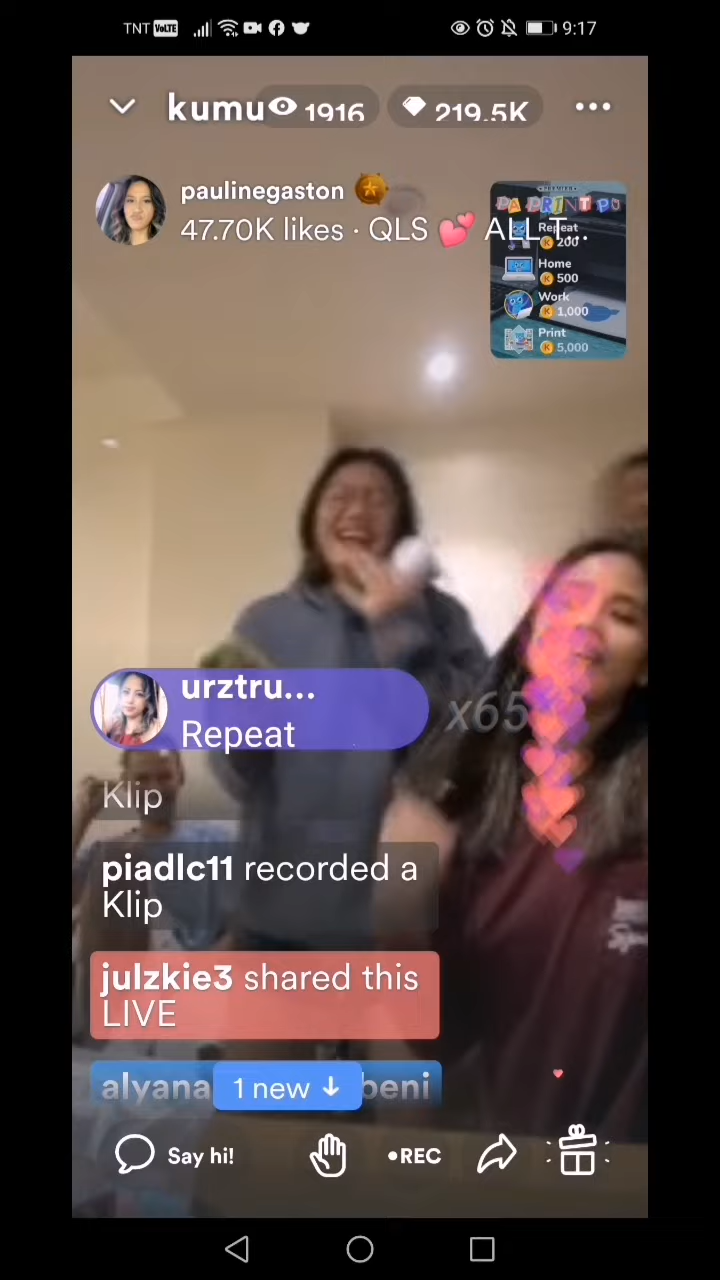 TNT VoLTE 9:17
kumu 1916 219.5K
paulinegaston
47.70K likes · QLS 💕 ALL T...
PA PRINT PO
Repeat
200
Home
500
Work
1,000
Print
5,000
urztru...
Repeat
x65
Klip
piadlc11 recorded a
Klip
julzkie3 shared this
LIVE
alyana 1 new ↓ beni
Say hi! •REC